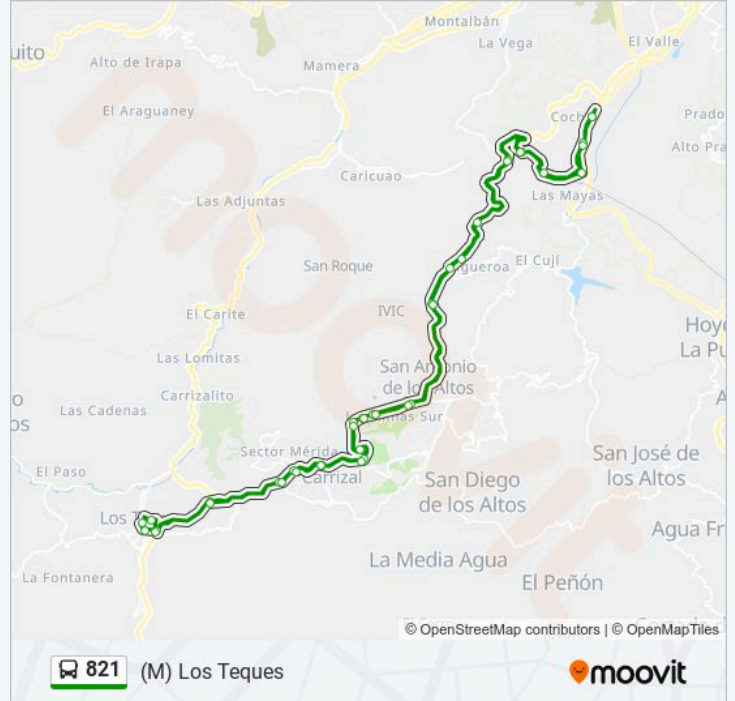 Montalbán
La Vega
El Valle
uito
Alto de Irapa
Mamera
El Araguaney
Coch
Prado
Alto Pra
Caricuao
Las Adjuntas
Las Mayas
San Roque
gueroa
El Cují
IVIC
El Carite
Hoyo
La Pu
Las Lomitas
San Antonio
de los Altos
Carrizalito
o
os
Las Cadenas
Sur
Sector Mérida
San José de
los Altos
El Paso
Carrizal
San Diego
de los Altos
Los T
Agua Fr
La Media Agua
La Fontanera
El Peñón
© OpenStreetMap contributors | © OpenMapTiles
821 (M) Los Teques
moovit